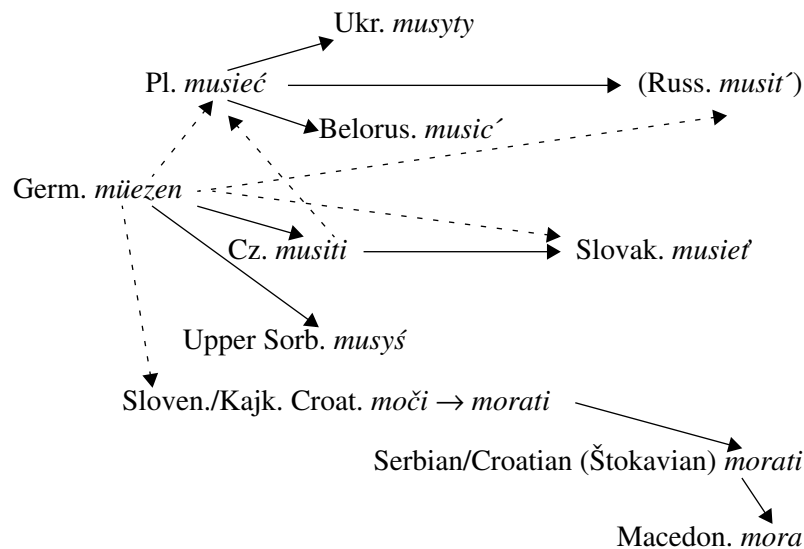 Ukr. musyty
Pl. musieć (Russ. musit´)
Belorus. music´
Germ. müezen
Cz. musiti Slovak. musieť
Upper Sorb. musyś
Sloven./Kajk. Croat. moči → morati
Serbian/Croatian (Štokavian) morati
Macedon. mora